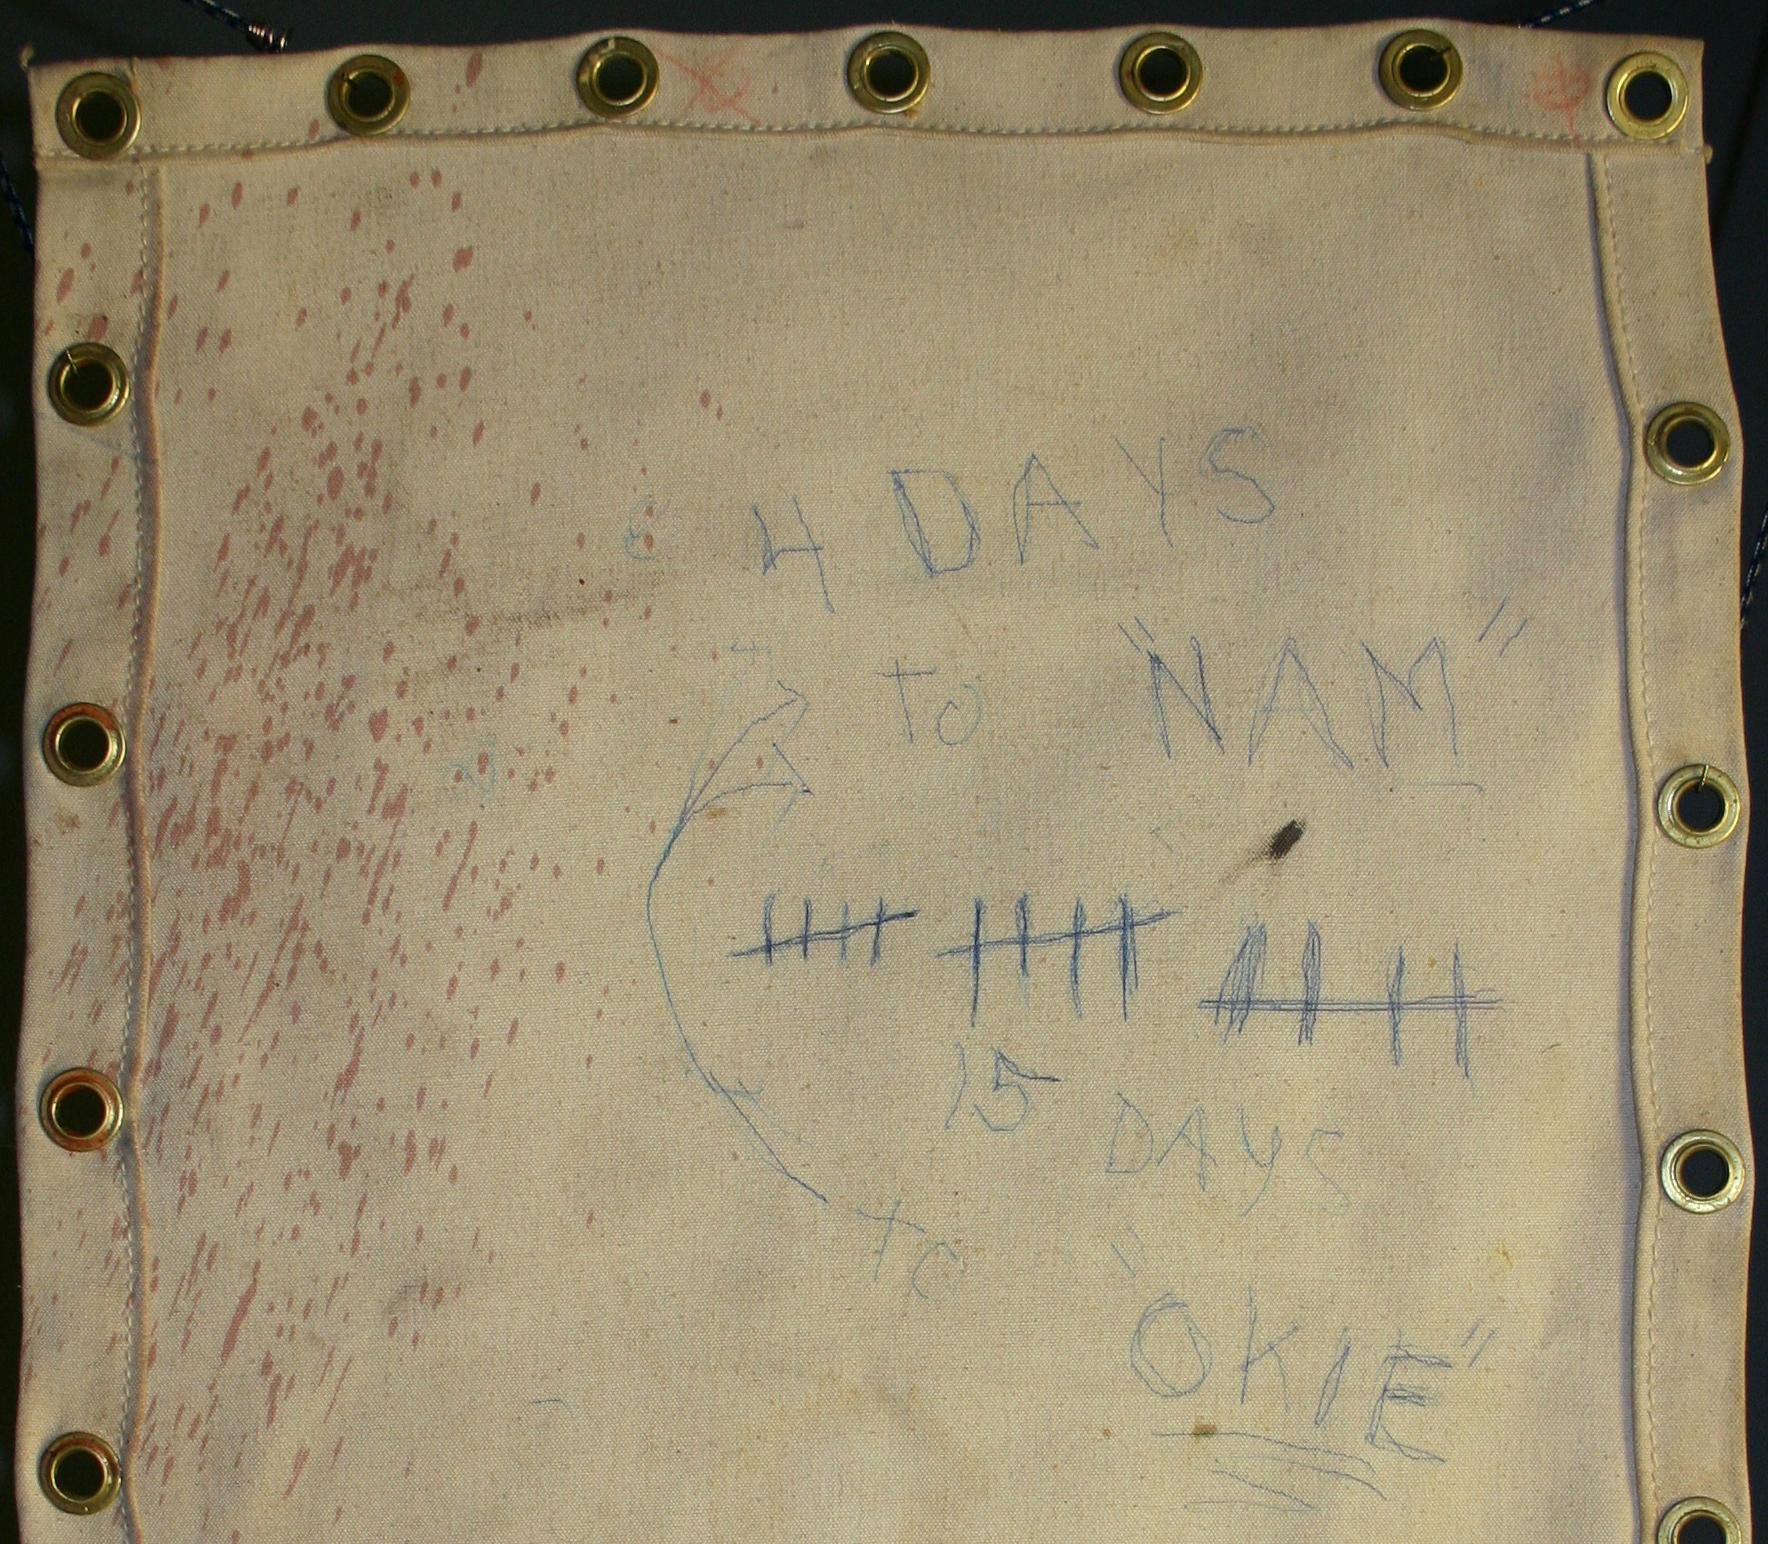 4 DAYS
to "NAM"
15 DAYS
to "OKIE"